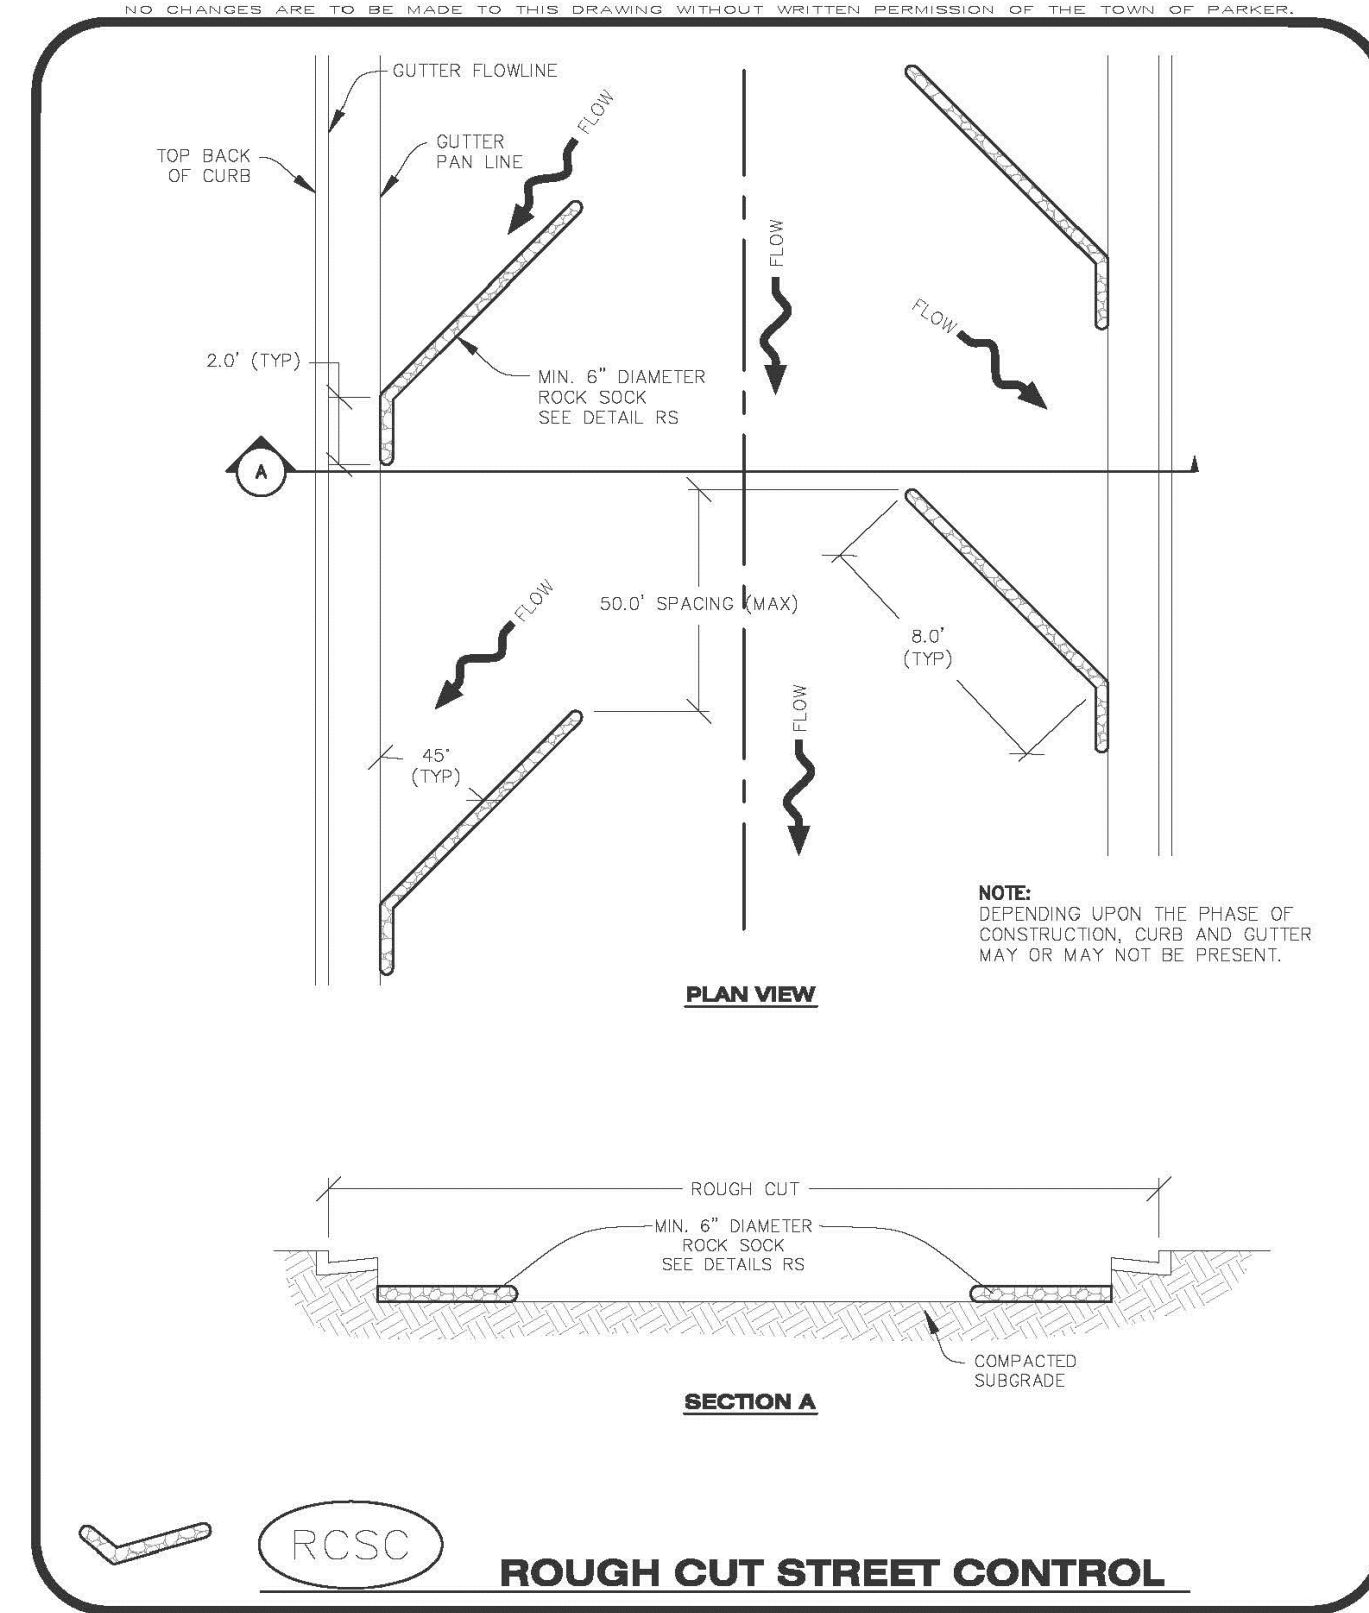 NO CHANGES ARE TO BE MADE TO THIS DRAWING WITHOUT WRITTEN PERMISSION OF THE TOWN OF PARKER.
GUTTER FLOWLINE
FLOW
TOP BACK
OF CURB
GUTTER
PAN LINE
FLOW
FLOW
2.0' (TYP)
MIN. 6" DIAMETER
ROCK SOCK
SEE DETAIL RS
A
FLOW
50.0' SPACING (MAX)
8.0'
(TYP)
FLOW
45°
(TYP)
NOTE:
DEPENDING UPON THE PHASE OF
CONSTRUCTION, CURB AND GUTTER
MAY OR MAY NOT BE PRESENT.
PLAN VIEW
ROUGH CUT
MIN. 6" DIAMETER
ROCK SOCK
SEE DETAILS RS
COMPACTED
SUBGRADE
SECTION A
RCSC
ROUGH CUT STREET CONTROL